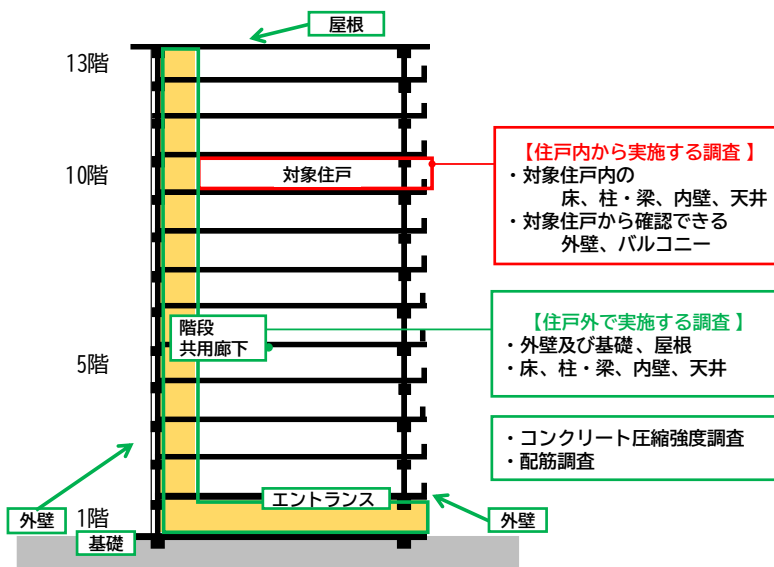 屋根
13階
10階
対象住戸
【住戸内から実施する調査 】
・対象住戸内の
床、柱・梁、内壁、天井
・対象住戸から確認できる
外壁、バルコニー
階段
共用廊下
【住戸外で実施する調査 】
・外壁及び基礎、屋根
・床、柱・梁、内壁、天井
5階
・コンクリート圧縮強度調査
・配筋調査
エントランス
外壁
1階
外壁
基礎